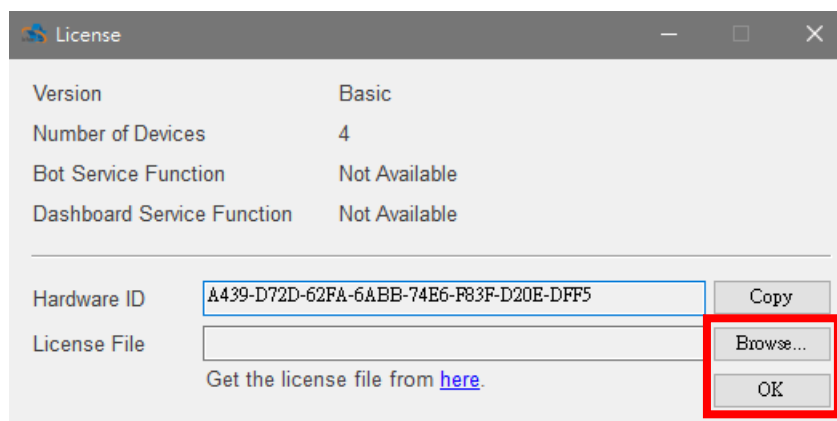 License
Version Basic
Number of Devices 4
Bot Service Function Not Available
Dashboard Service Function Not Available
Hardware ID A439-D72D-62FA-6ABB-74E6-F83F-D20E-DFF5 Copy
License File Browse...
Get the license file from here. OK